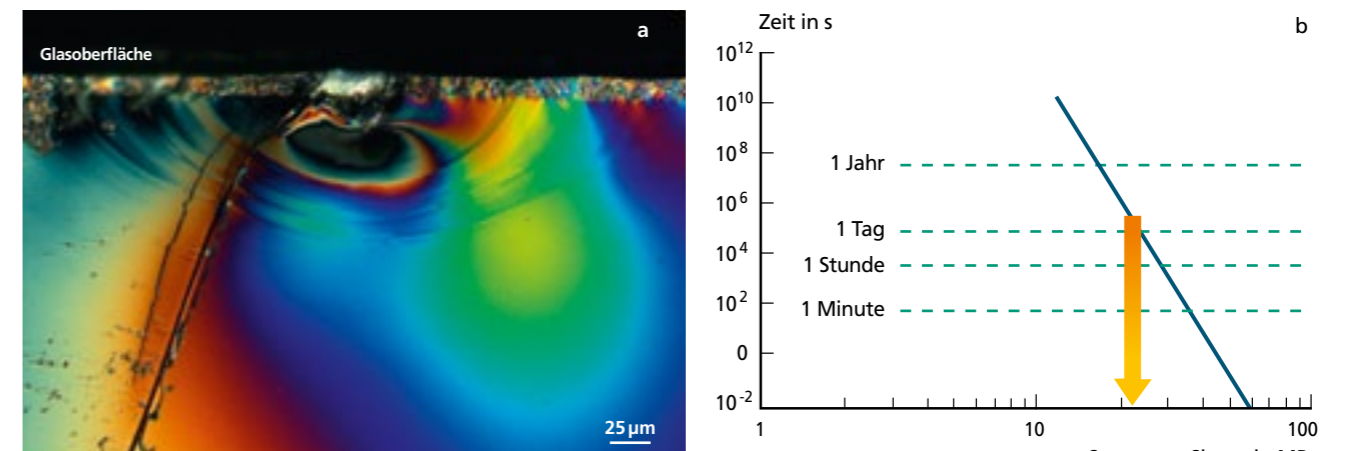 a
Glasoberfläche
25 µm
Zeit in s
b
10¹²
10¹⁰
10⁸
1 Jahr
10⁶
1 Tag
10⁴
1 Stunde
10²
1 Minute
0
10⁻²
1
10
100